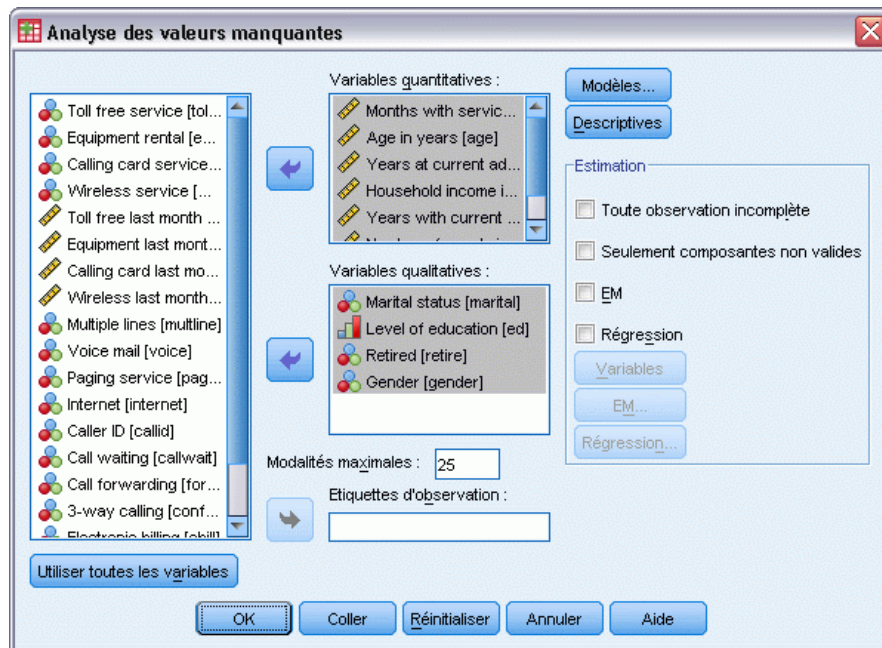 Analyse des valeurs manquantes
Toll free service [tol...
Equipment rental [e...
Calling card service...
Wireless service [...
Toll free last month ...
Equipment last mont...
Calling card last mo...
Wireless last month...
Multiple lines [multline]
Voice mail [voice]
Paging service [pag...
Internet [internet]
Caller ID [callid]
Call waiting [callwait]
Call forwarding [for...
3-way calling [conf...
Electronic billing [ebill]
Utiliser toutes les variables
Variables quantitatives :
Months with servic...
Age in years [age]
Years at current ad...
Household income i...
Years with current ...
Variables qualitatives :
Marital status [marital]
Level of education [ed]
Retired [retire]
Gender [gender]
Modalités maximales :
25
Etiquettes d'observation :
Modèles...
Descriptives
Estimation
Toute observation incomplète
Seulement composantes non valides
EM
Régression
Variables
EM...
Régression...
OK
Coller
Réinitialiser
Annuler
Aide